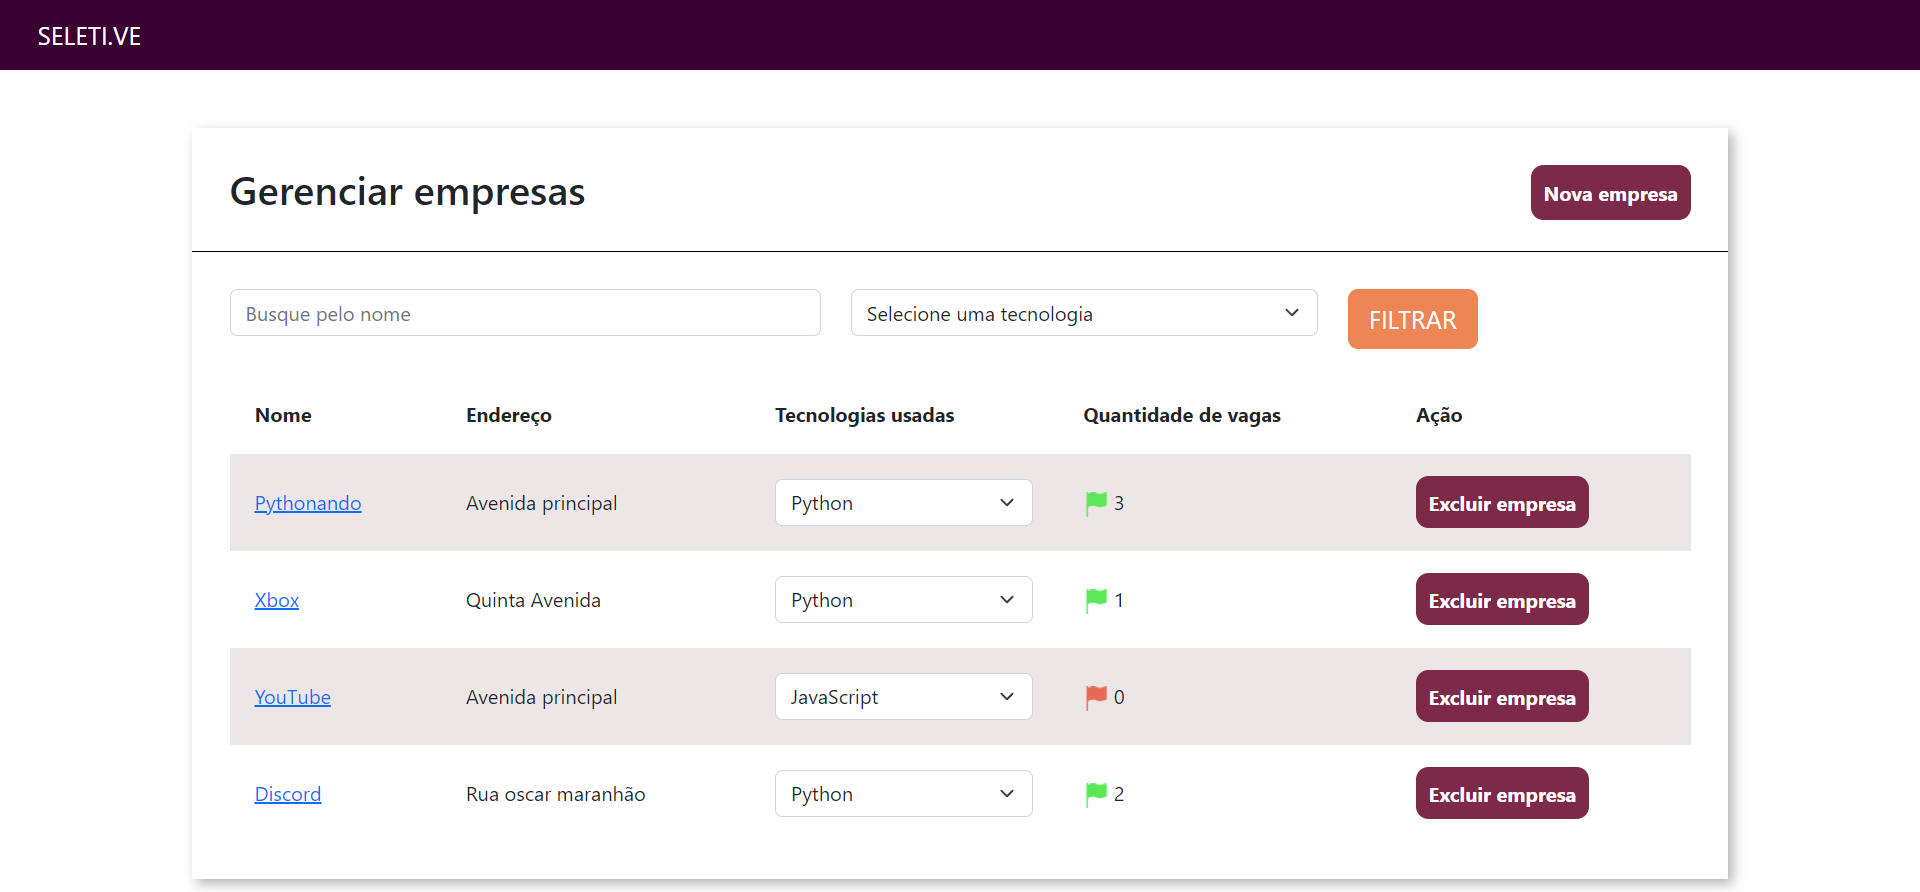 SELETI.VE
Gerenciar empresas
Nova empresa
Busque pelo nome
Selecione uma tecnologia
FILTRAR
Nome Endereço Tecnologias usadas Quantidade de vagas Ação
Pythonando Avenida principal Python 3 Excluir empresa
Xbox Quinta Avenida Python 1 Excluir empresa
YouTube Avenida principal JavaScript 0 Excluir empresa
Discord Rua oscar maranhão Python 2 Excluir empresa